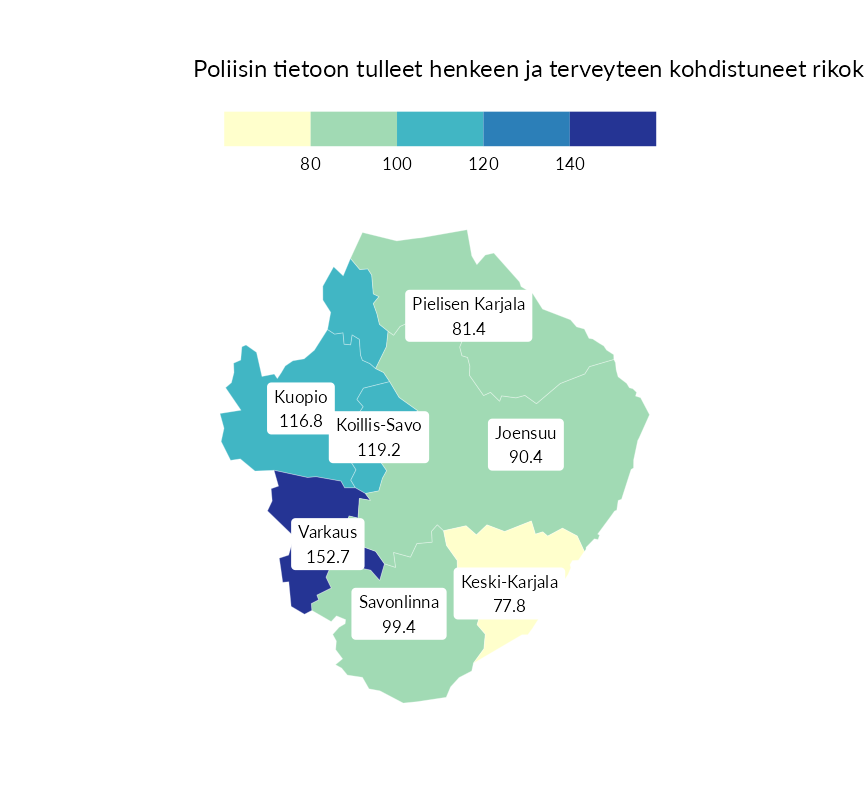 Poliisin tietoon tulleet henkeen ja terveyteen kohdistuneet rikok
80 100 120 140
Pielisen Karjala
81.4
Kuopio
116.8
Koillis-Savo
119.2
Joensuu
90.4
Varkaus
152.7
Keski-Karjala
77.8
Savonlinna
99.4